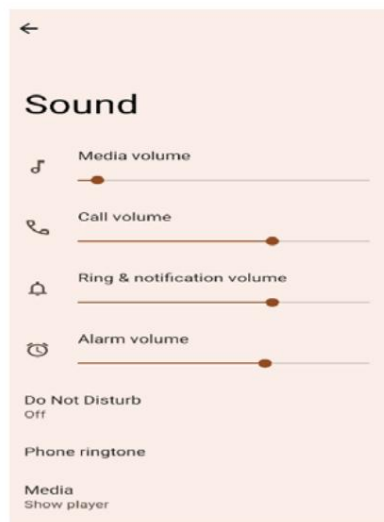 Sound
Media volume
Call volume
Ring & notification volume
Alarm volume
Do Not Disturb
Off
Phone ringtone
Media
Show player